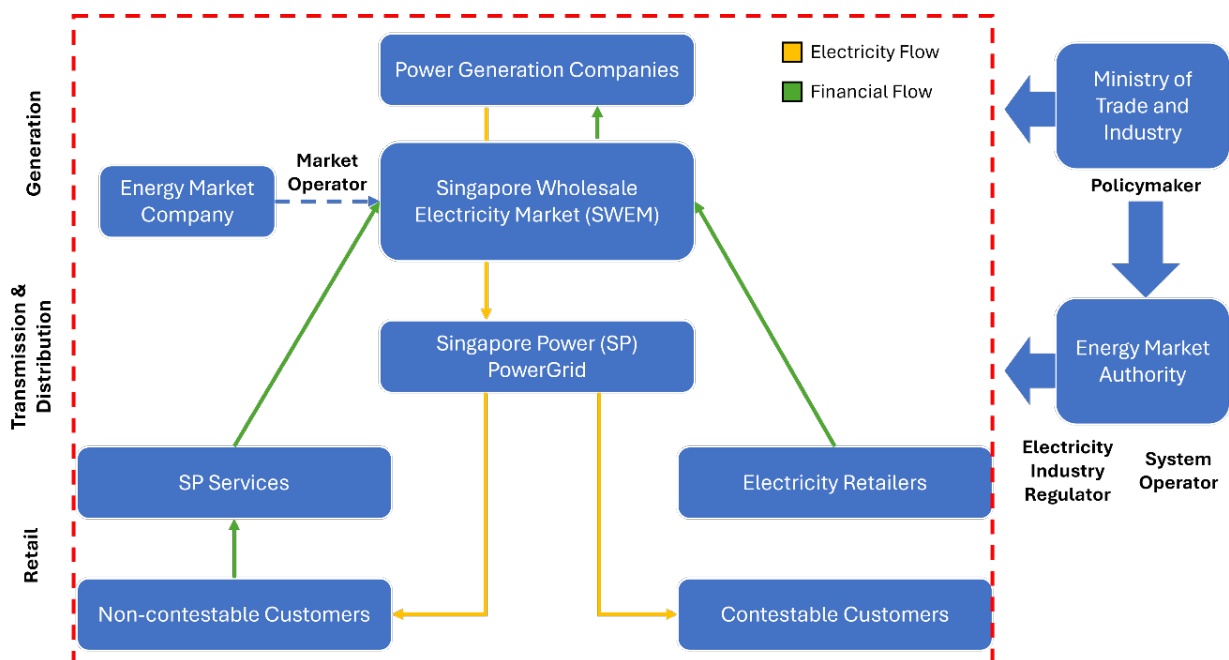 Power Generation Companies
Electricity Flow
Financial Flow
Ministry of
Trade and
Industry
Policymaker
Generation
Energy Market
Company
Market
Operator
Singapore Wholesale
Electricity Market (SWEM)
Transmission &
Distribution
Singapore Power (SP)
PowerGrid
Energy Market
Authority
Electricity
Industry
Regulator
System
Operator
SP Services
Electricity Retailers
Retail
Non-contestable Customers
Contestable Customers